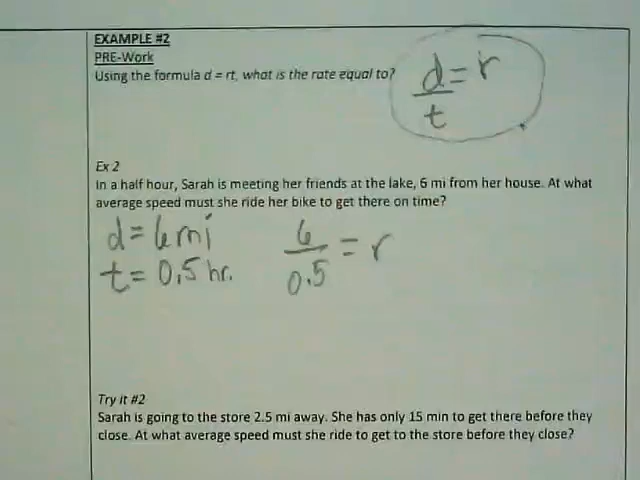 EXAMPLE #2
PRE-Work
Using the formula d = rt, what is the rate equal to?
d/t = r
Ex 2
In a half hour, Sarah is meeting her friends at the lake, 6 mi from her house. At what
average speed must she ride her bike to get there on time?
d = 6 mi
t = 0.5 hr.
6/0.5 = r
Try it #2
Sarah is going to the store 2.5 mi away. She has only 15 min to get there before they
close. At what average speed must she ride to get to the store before they close?